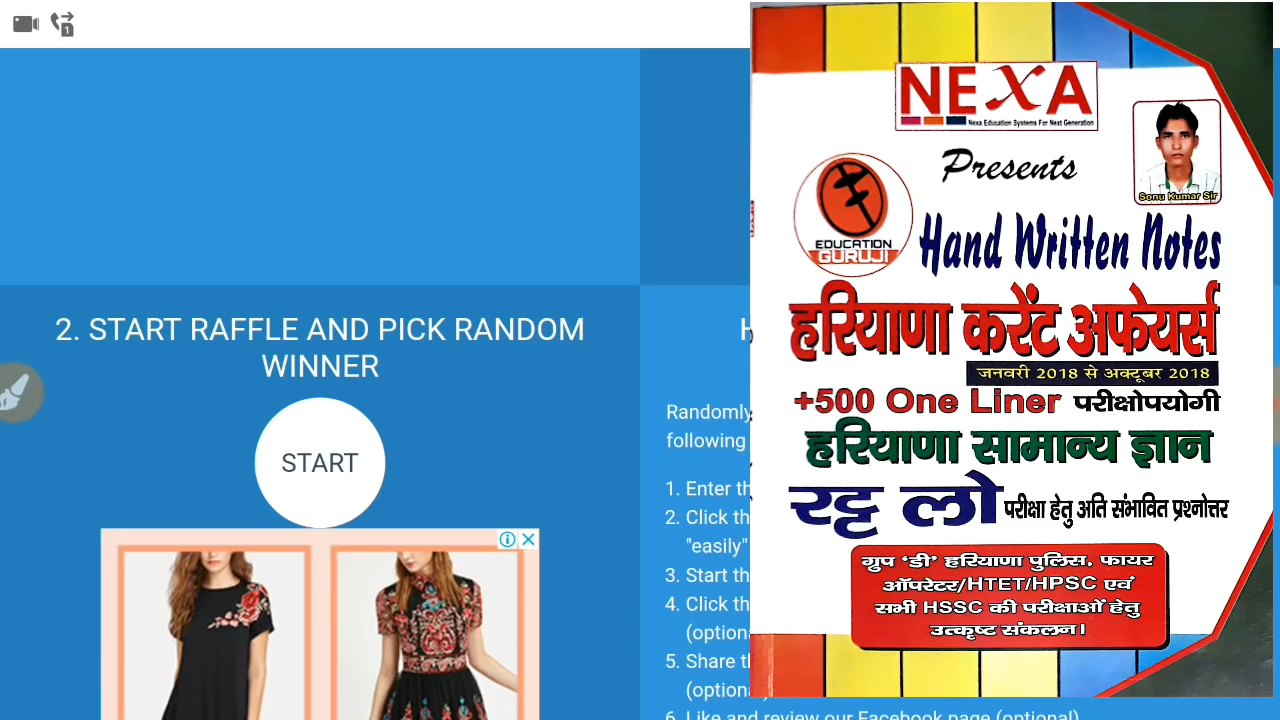 1
2. START RAFFLE AND PICK RANDOM
WINNER
START
Randomly
following
1. Enter th
2. Click th
"easily"
3. Start th
4. Click th
5. Share t
6. Like and review our Facebook page (optional)
NEXA
Nexa Education Systems For Next Generation
Presents
Sonu Kumar Sir
EDUCATION
GURUJI
Hand Written Notes
हरियाणा करेंट अफेयर्स
जनवरी 2018 से अक्टूबर 2018
+500 One Liner परीक्षोपयोगी
हरियाणा सामान्य ज्ञान
रट्ट लो परीक्षा हेतु अति संभावित प्रश्नोत्तर
ग्रुप 'डी' हरियाणा पुलिस, फायर
ऑपरेटर/HTET/HPSC एवं
सभी HSSC की परीक्षाओं हेतु
उत्कृष्ट संकलन।